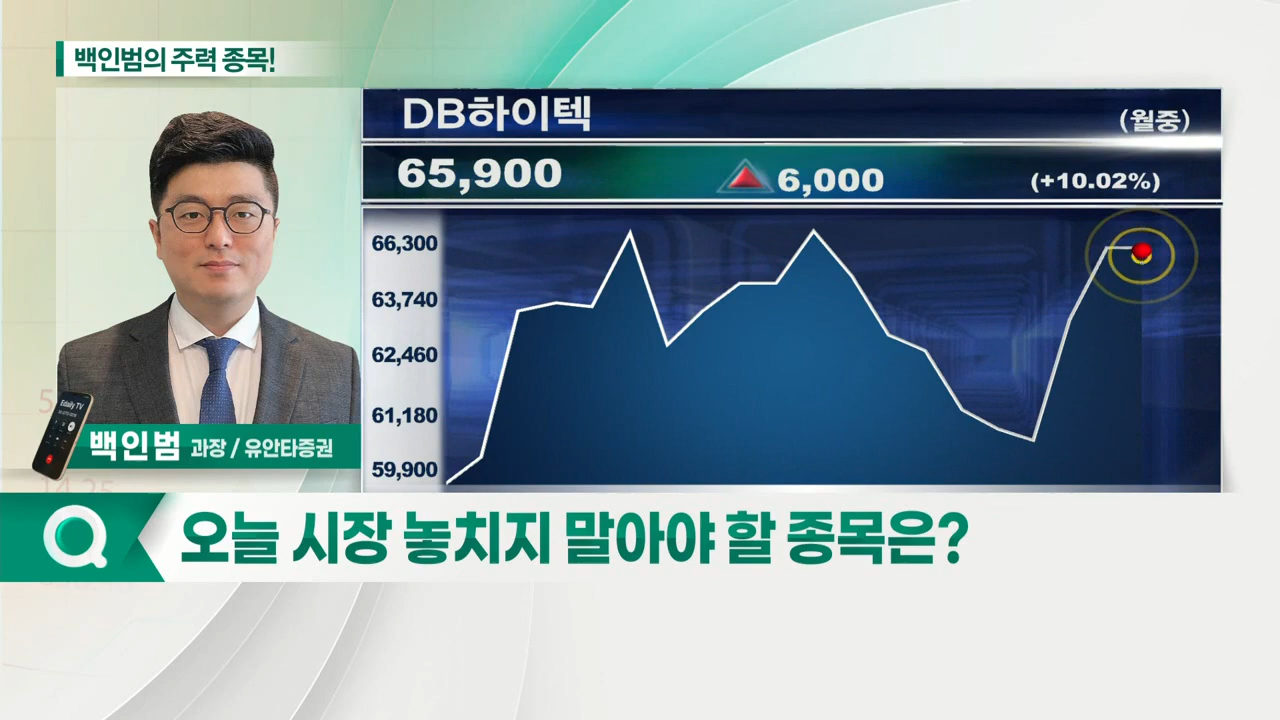 백인범의 주력 종목!
DB하이텍
(월중)
65,900
6,000
(+10.02%)
66,300
63,740
62,460
61,180
59,900
Edaily TV
백인범 과장 / 유안타증권
오늘 시장 놓치지 말아야 할 종목은?